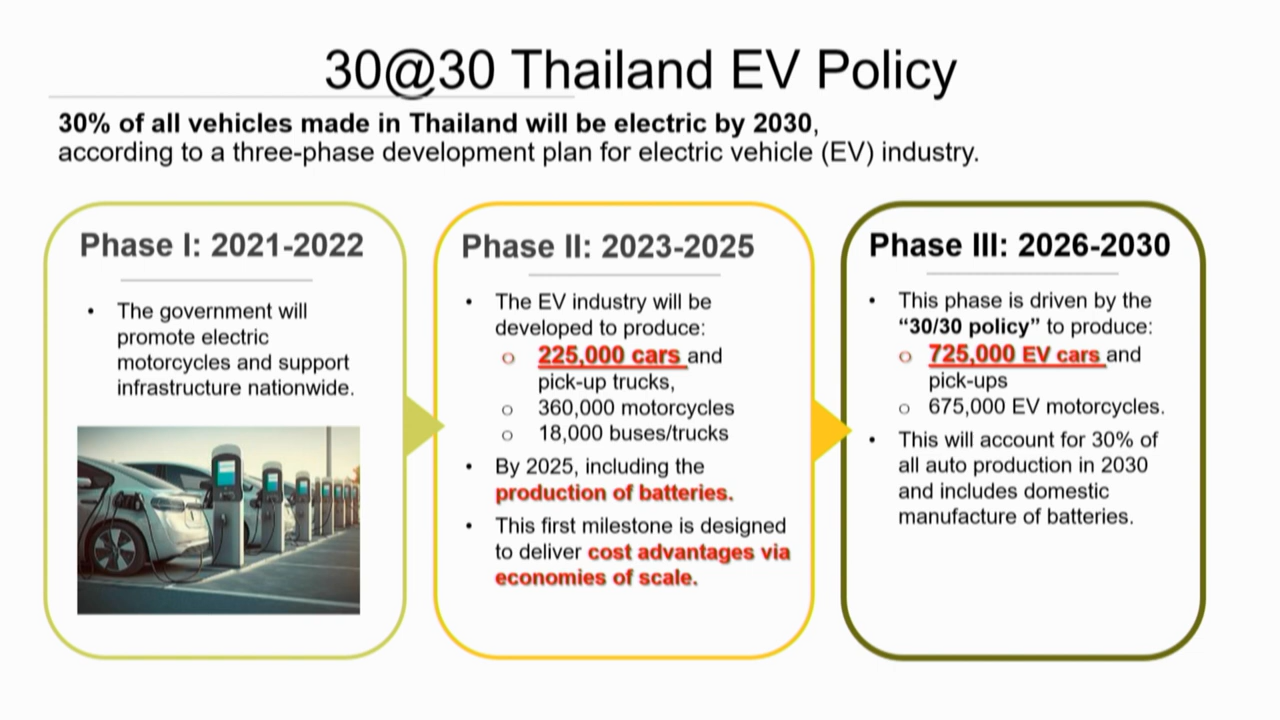 30@30 Thailand EV Policy
30% of all vehicles made in Thailand will be electric by 2030,
according to a three-phase development plan for electric vehicle (EV) industry.
Phase I: 2021-2022
• The government will
promote electric
motorcycles and support
infrastructure nationwide.
Phase II: 2023-2025
• The EV industry will be
developed to produce:
o 225,000 cars and
pick-up trucks,
o 360,000 motorcycles
o 18,000 buses/trucks
• By 2025, including the
production of batteries.
• This first milestone is designed
to deliver cost advantages via
economies of scale.
Phase III: 2026-2030
• This phase is driven by the
“30/30 policy” to produce:
o 725,000 EV cars and
pick-ups
o 675,000 EV motorcycles.
• This will account for 30% of
all auto production in 2030
and includes domestic
manufacture of batteries.